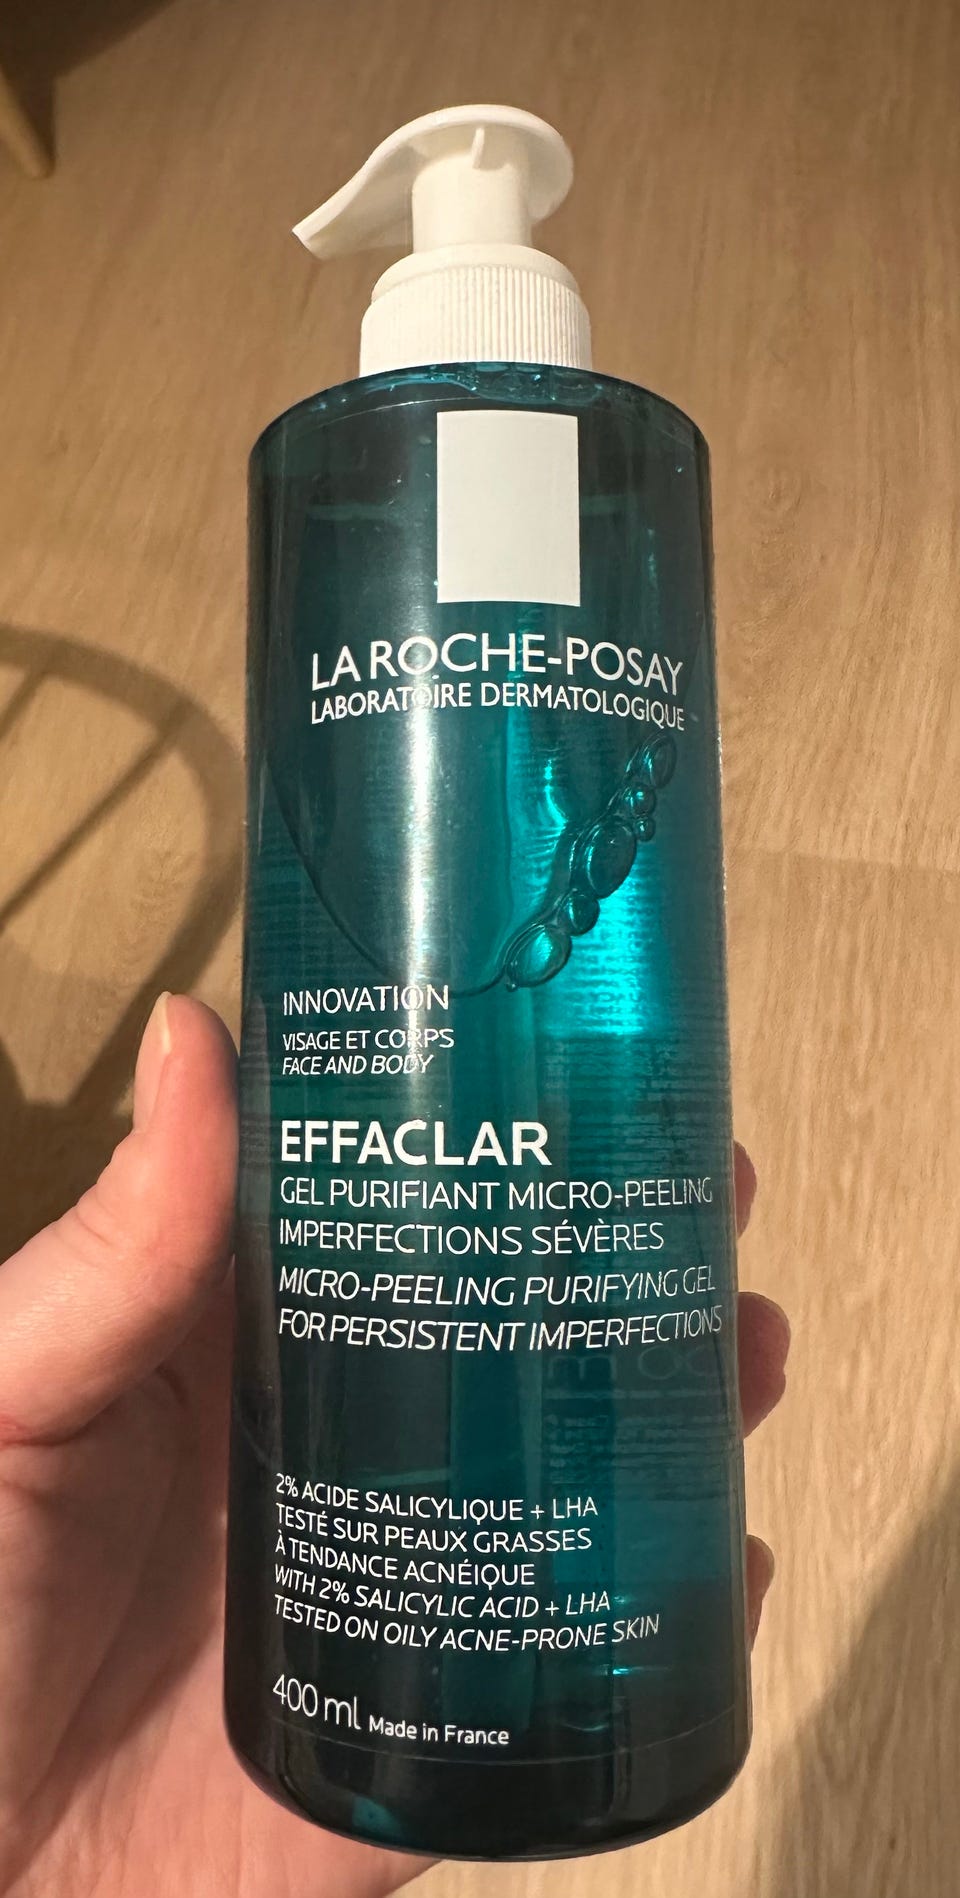 LA ROCHE-POSAY
LABORATOIRE DERMATOLOGIQUE
INNOVATION
VISAGE ET CORPS
FACE AND BODY
EFFACLAR
GEL PURIFIANT MICRO-PEELING
IMPERFECTIONS SÉVÈRES
MICRO-PEELING PURIFYING GEL
FOR PERSISTENT IMPERFECTIONS
2% ACIDE SALICYLIQUE + LHA
TESTÉ SUR PEAUX GRASSES
À TENDANCE ACNÉIQUE
WITH 2% SALICYLIC ACID + LHA
TESTED ON OILY ACNE-PRONE SKIN
400 ml Made in France